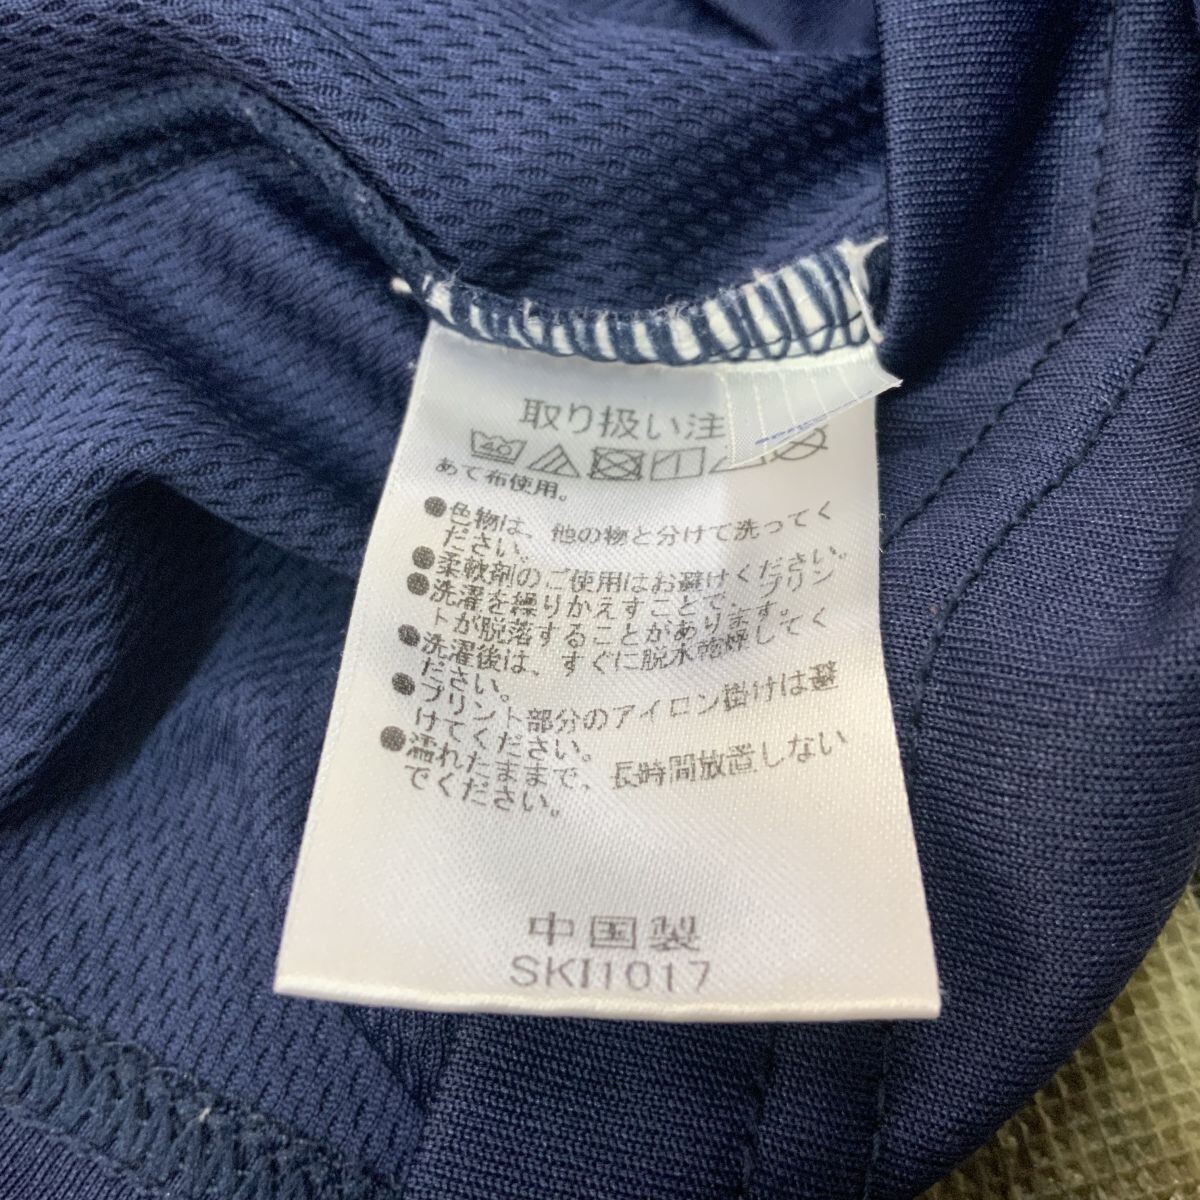 取り扱い注
40
あて布使用。
●色物は、他の物と分けて洗ってく
ださい。
●柔軟剤のご使用はお避けください。
●洗濯を繰りかえすことで、プリン
トが脱落することがあります。
●洗濯後は、すぐに脱水乾燥してく
ださい。
●プリント部分のアイロン掛けは避
けてください。
●濡れたままで、長時間放置しない
でください。
中国製
SKI1017